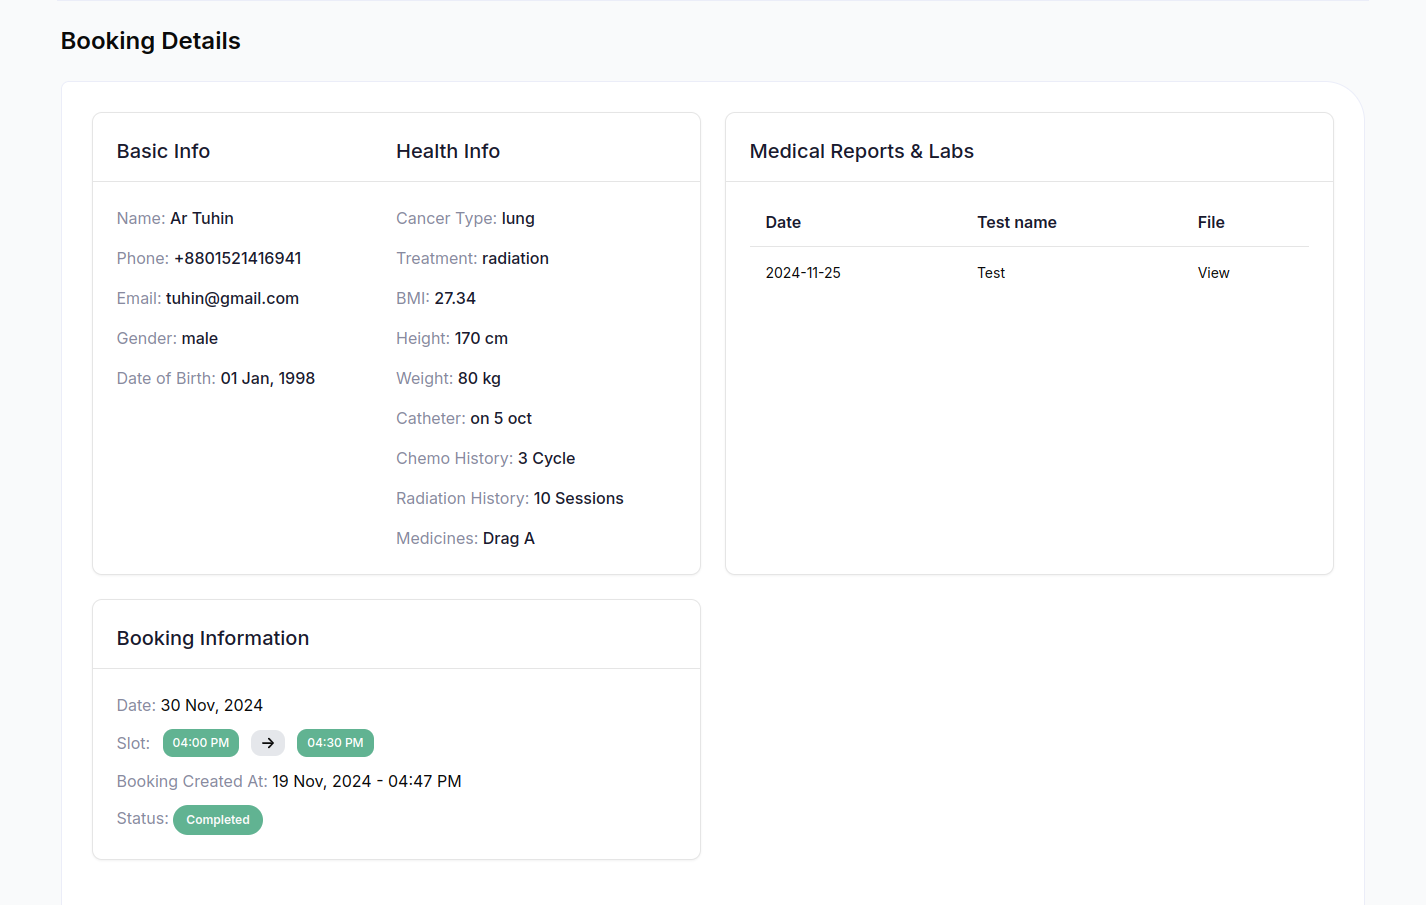 Booking Details
Basic Info
Name: Ar Tuhin
Phone: +8801521416941
Email: tuhin@gmail.com
Gender: male
Date of Birth: 01 Jan, 1998
Health Info
Cancer Type: lung
Treatment: radiation
BMI: 27.34
Height: 170 cm
Weight: 80 kg
Catheter: on 5 oct
Chemo History: 3 Cycle
Radiation History: 10 Sessions
Medicines: Drag A
Medical Reports & Labs
Date Test name File
2024-11-25 Test View
Booking Information
Date: 30 Nov, 2024
Slot: 04:00 PM → 04:30 PM
Booking Created At: 19 Nov, 2024 - 04:47 PM
Status: Completed